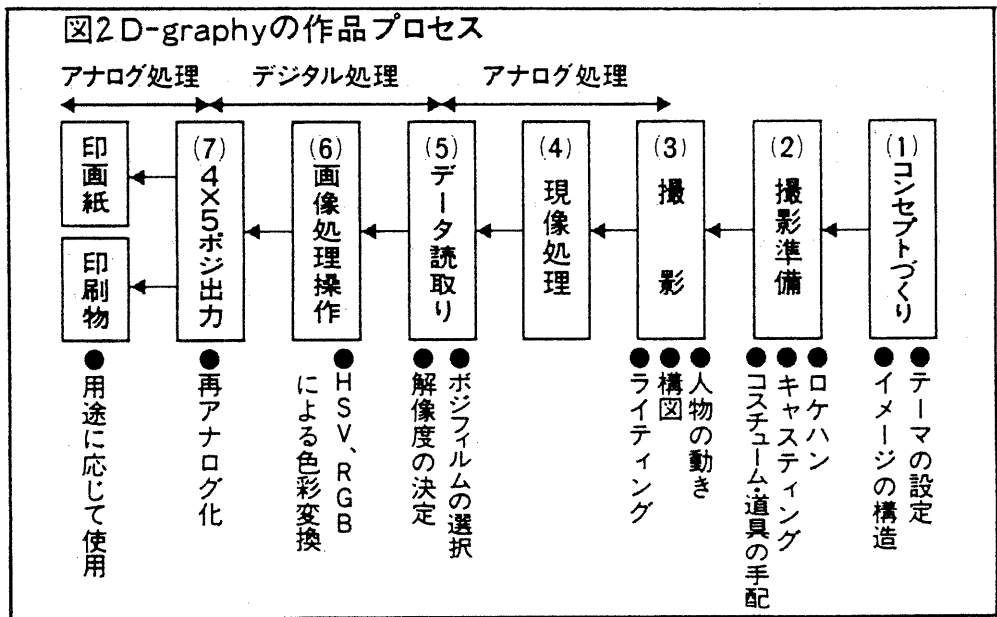 図2 D-graphyの作品プロセス
アナログ処理
デジタル処理
アナログ処理
(1)コンセプトづくり
(2)撮影準備
(3)撮影
(4)現像処理
(5)データ読取り
(6)画像処理操作
(7)4×5ポジ出力
印画紙
印刷物
●テーマの設定
●イメージの構造
●ロケハン
●キャスティング
●コスチューム・道具の手配
●人物の動き
●構図
●ライティング
●ポジフィルムの選択
●解像度の決定
●HSV、RGB
による色彩変換
●再アナログ化
●用途に応じて使用